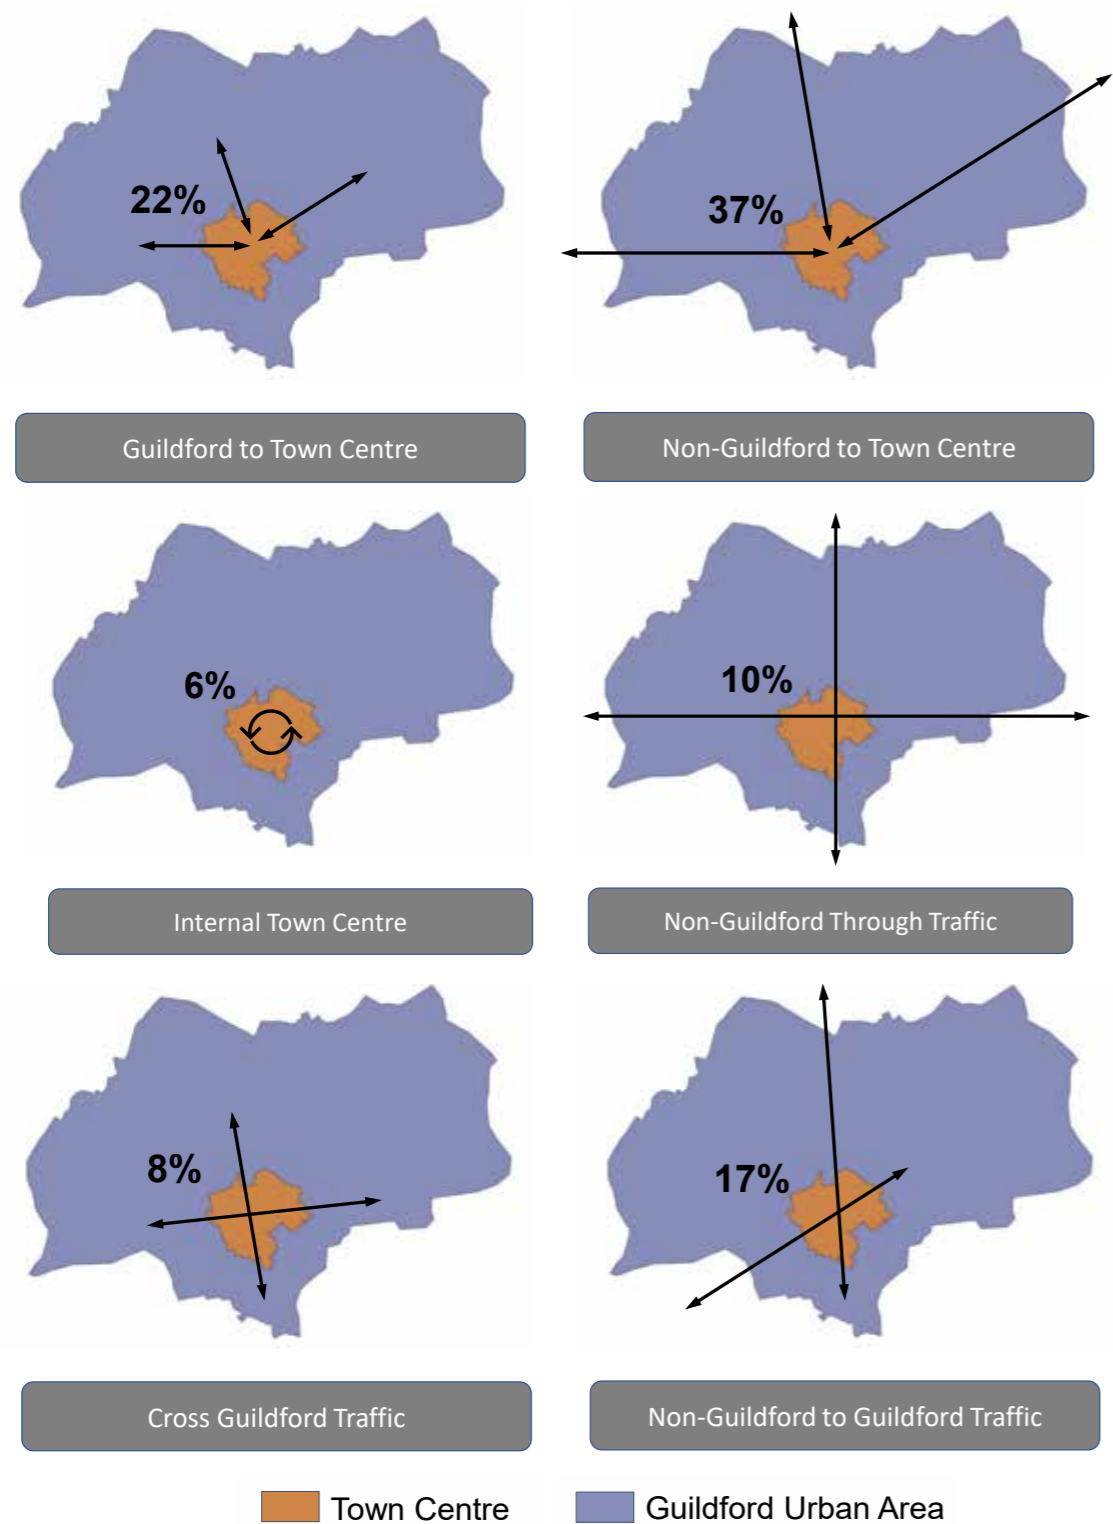 22%
37%
Guildford to Town Centre
Non-Guildford to Town Centre
6%
10%
Internal Town Centre
Non-Guildford Through Traffic
8%
17%
Cross Guildford Traffic
Non-Guildford to Guildford Traffic
Town Centre
Guildford Urban Area